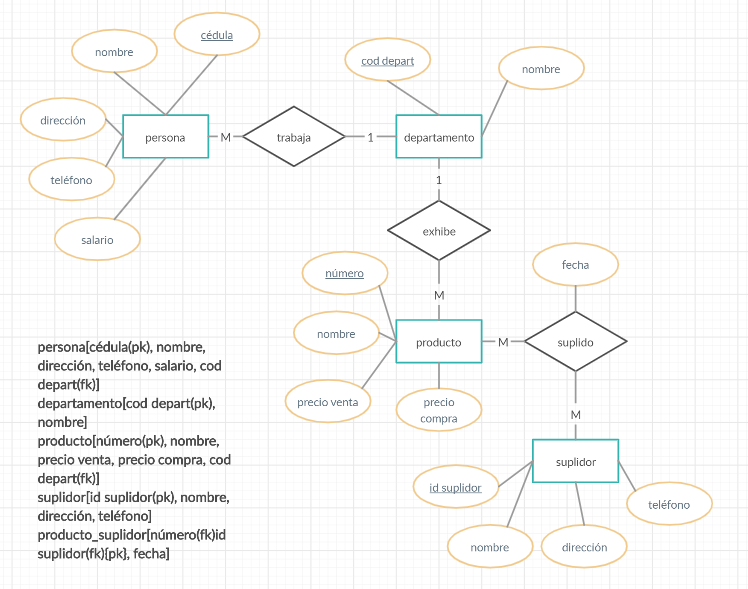 cédula
nombre
cod depart
nombre
dirección
persona
M
trabaja
1
departamento
teléfono
1
salario
exhibe
fecha
número
M
nombre
producto
M
suplido
precio venta
precio
compra
M
suplidor
id suplidor
teléfono
nombre
dirección
persona[cédula(pk), nombre,
dirección, teléfono, salario, cod
depart(fk)]
departamento[cod depart(pk),
nombre]
producto[número(pk), nombre,
precio venta, precio compra, cod
depart(fk)]
suplidor[id suplidor(pk), nombre,
dirección, teléfono]
producto_suplidor[número(fk)id
suplidor(fk){pk}, fecha]